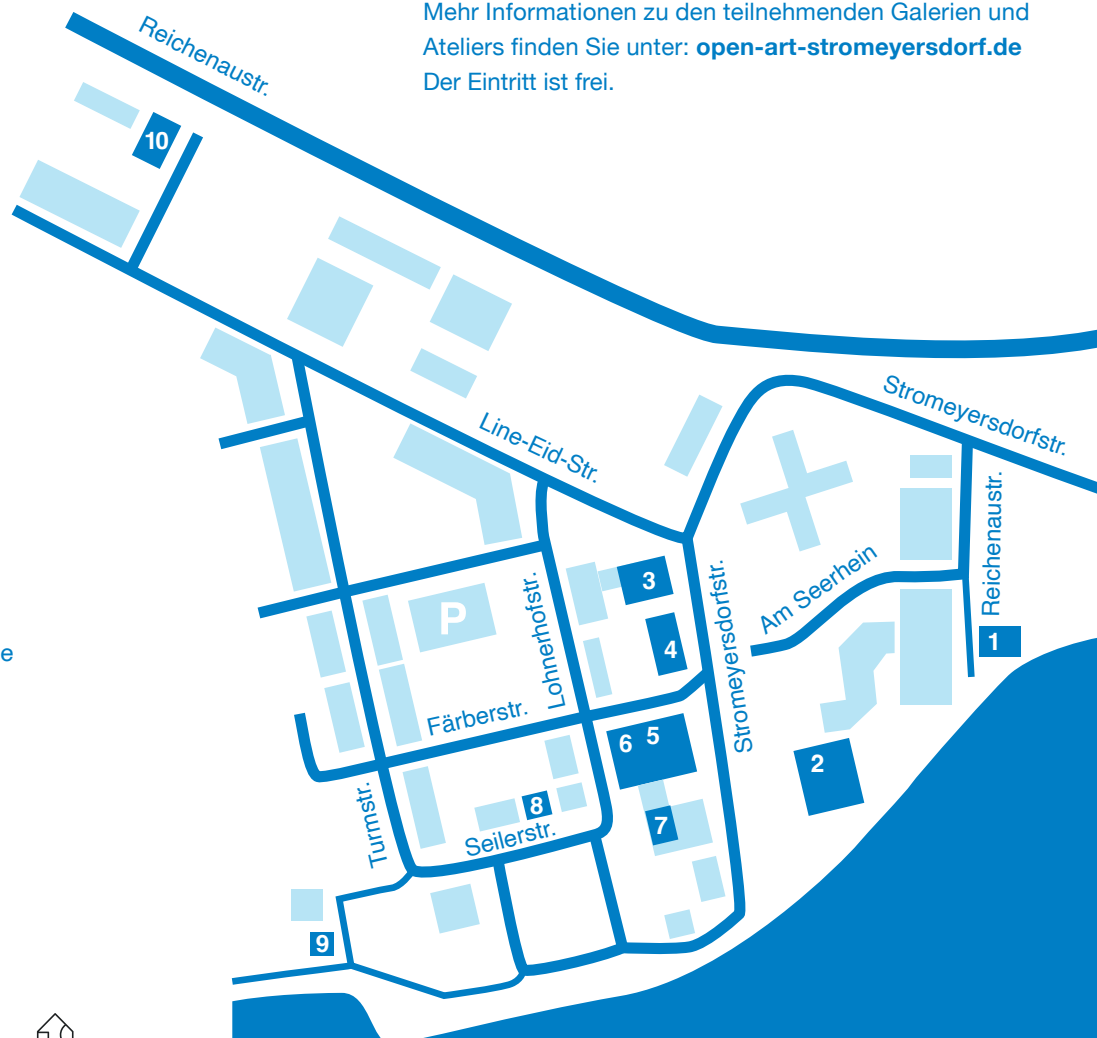 Mehr Informationen zu den teilnehmenden Galerien und
Ateliers finden Sie unter: open-art-stromeyersdorf.de
Der Eintritt ist frei.
Reichenaustr.
10
Stromeyersdorfstr.
Line-Eid-Str.
Reichenaustr.
Am Seerhein
3
Lohnerhofstr.
Stromeyersdorfstr.
P
1
4
e
Färberstr.
6 5
2
Turmstr.
8
7
Seilerstr.
9